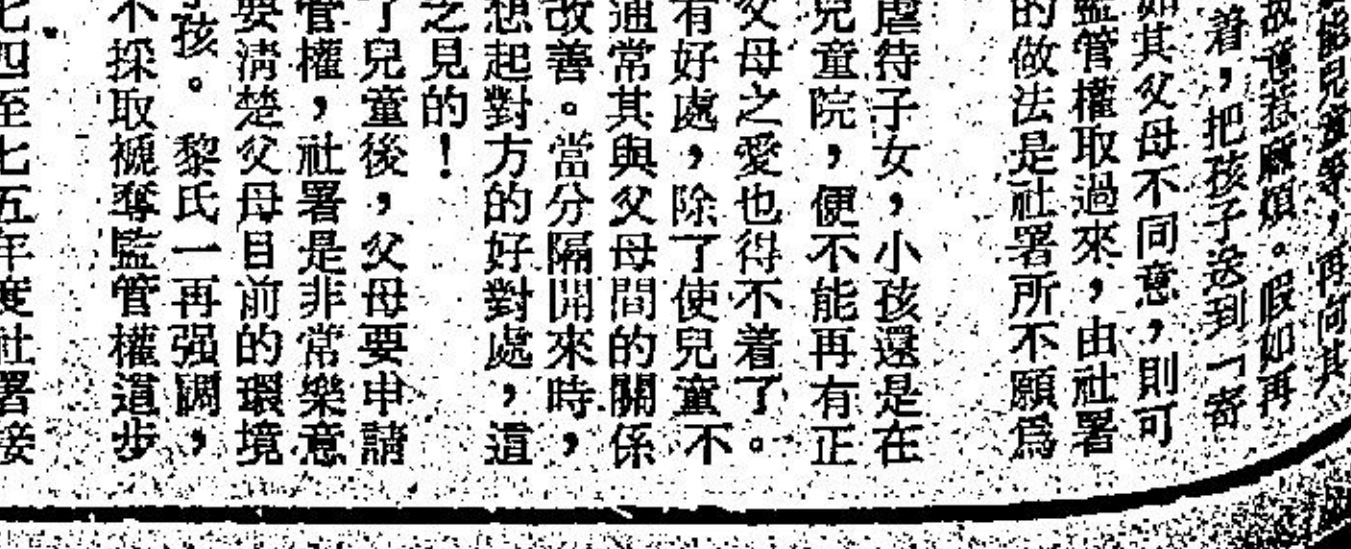 能兒童等,再向其
故意惹麻煩。假如再
着,把孩子送到「寄
如其父母不同意,則可
監管權取過來,由社署
的做法是社署所不願爲
虐待子女,小孩還是在
兒童院,便不能再有正
父母之愛也得不着了。
有好處,除了使兒童不
通常其與父母間的關係
改善。當分隔開來時,
想起對方的好對處,這
之見的!
了兒童後,父母要申請
管權,社署是非常樂意
要清楚父母目前的環境
孩。黎氏一再强調,
不採取褫奪監管權這步
七四至七五年度社署接